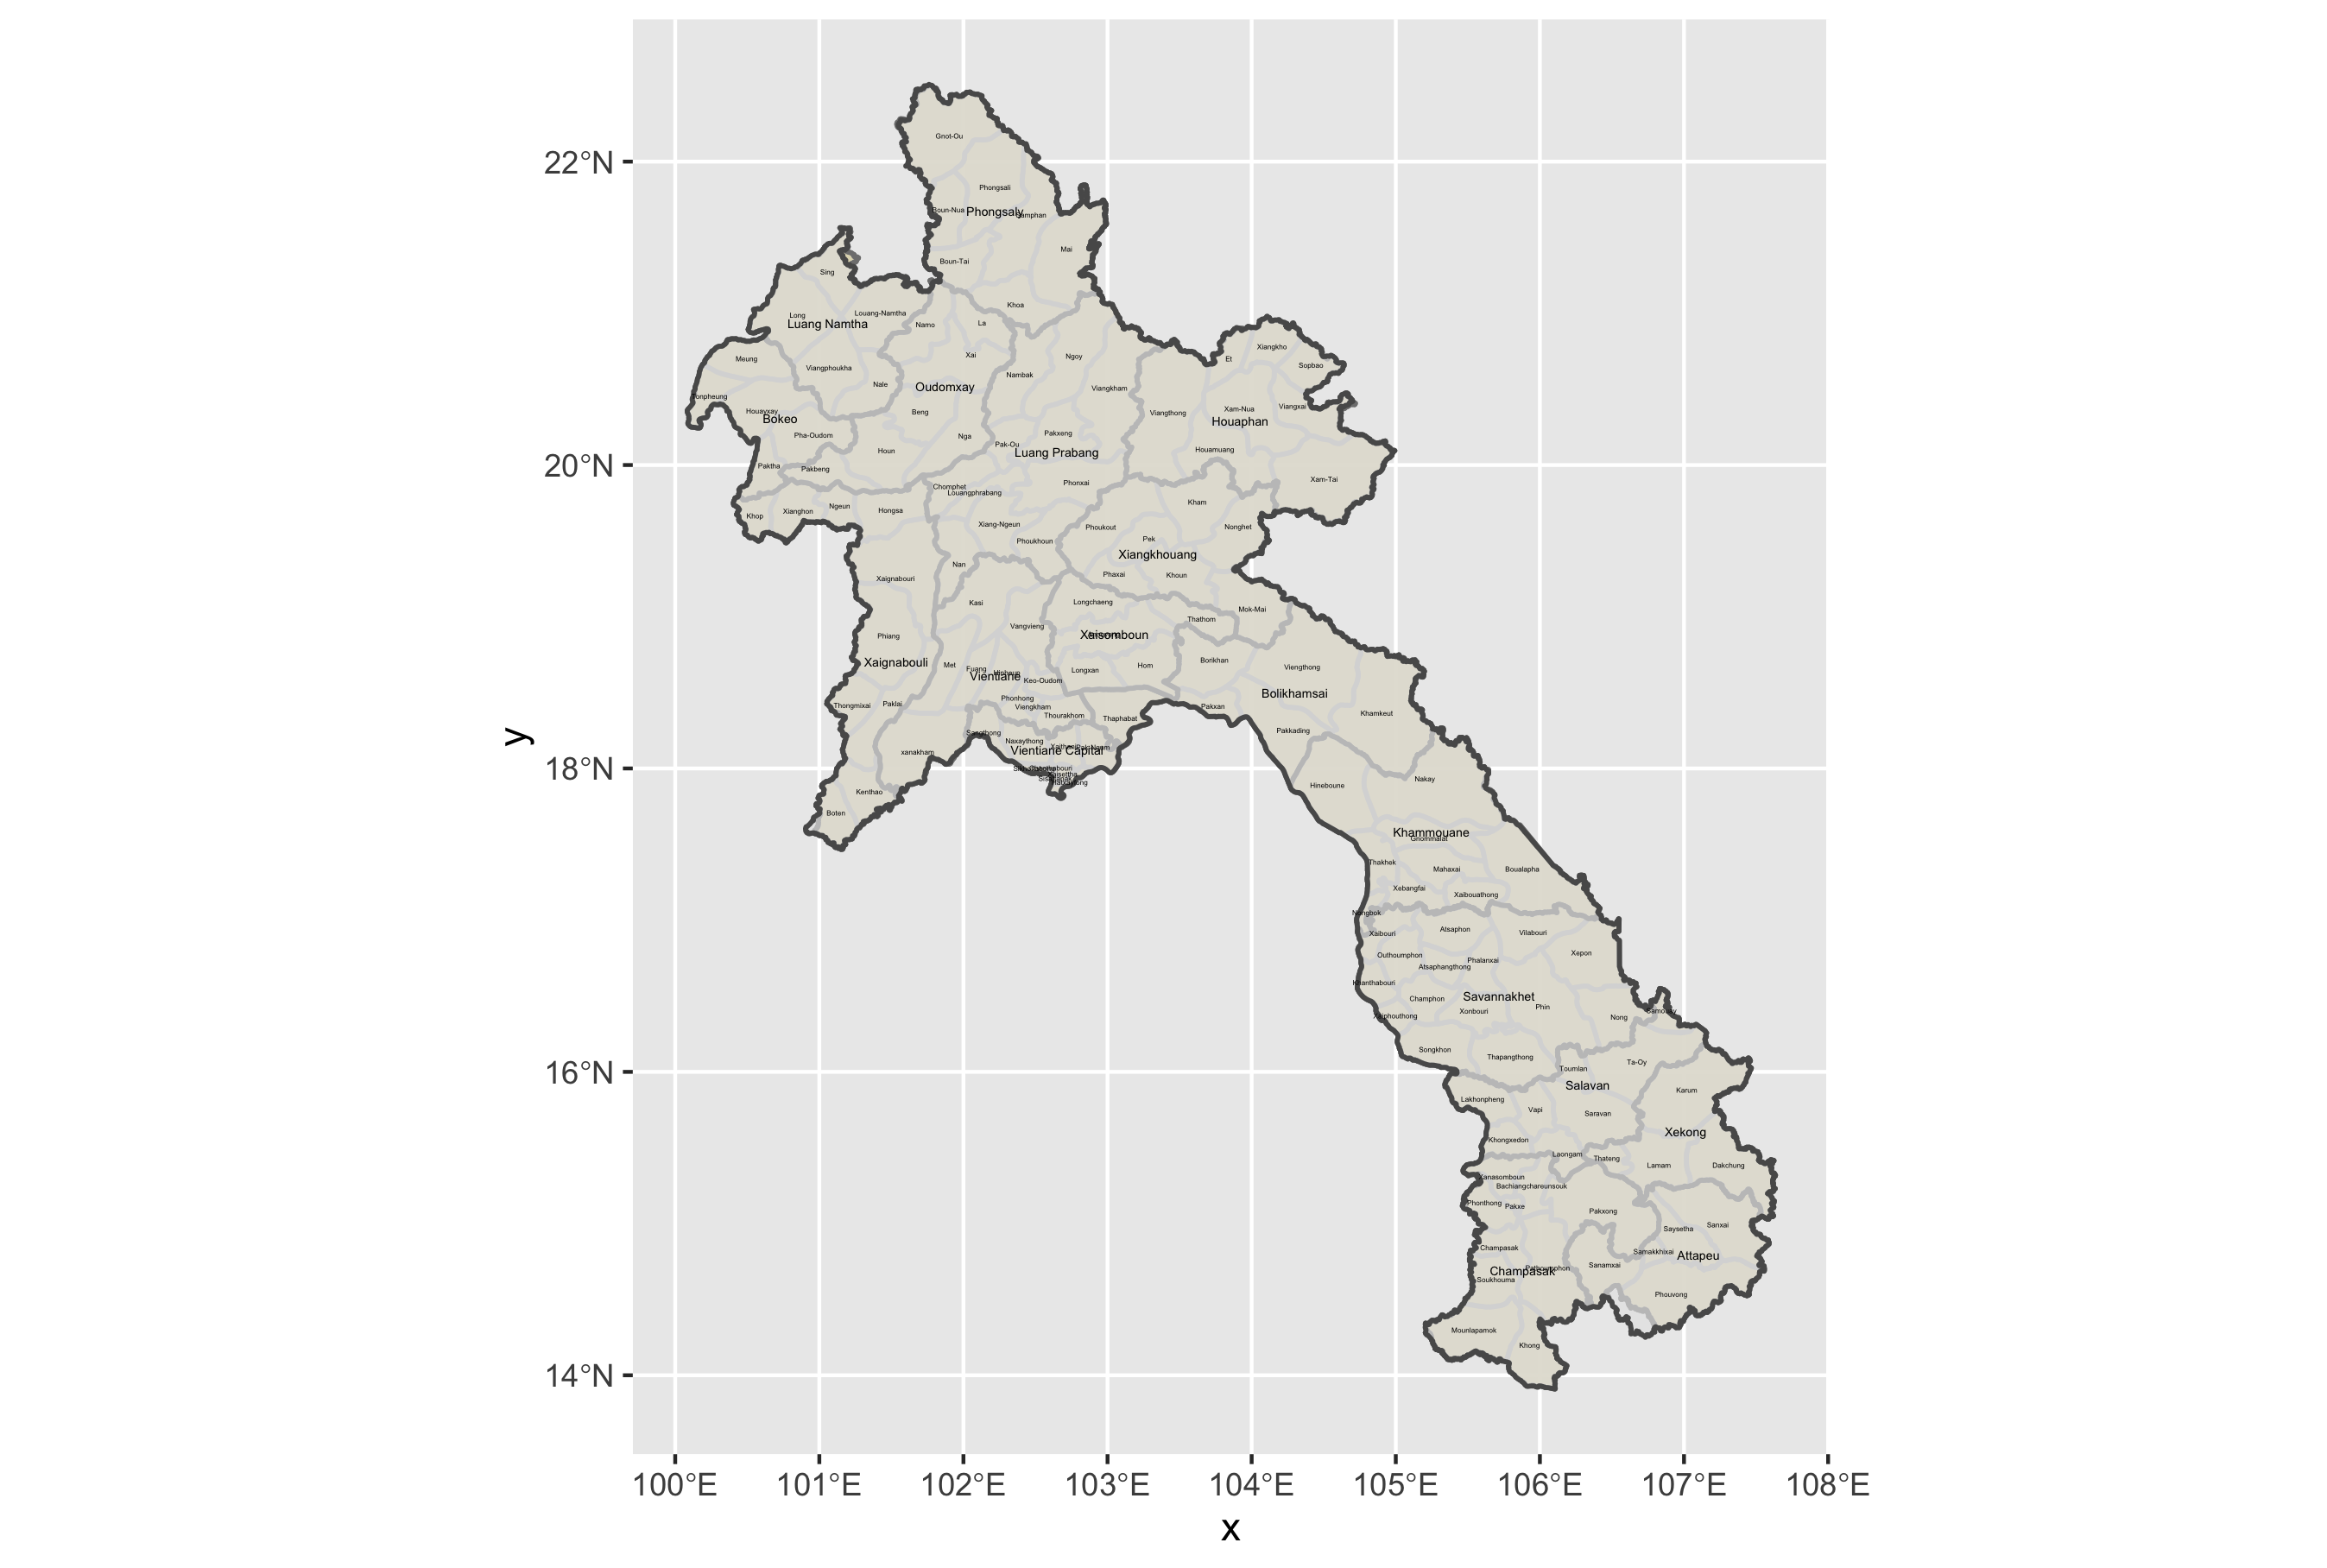 22°N
20°N
18°N
16°N
14°N
y
Gnot-Ou
Phongsali
Boun-Nua
Phongsaly
Samphan
Mai
Boun-Tai
Sing
Khoa
Long
Louang-Namtha
Luang Namtha
Namo
La
Xai
Meung
Viangphoukha
Nale
Oudomxay
Nambak
Ngoy
Viangkham
Et
Xiangkho
Sopbao
Tonpheung
Houayxay
Bokeo
Beng
Viangthong
Xam-Nua
Viangxai
Houaphan
Pha-Oudom
Nga
Pakxeng
Pak-Ou
Houn
Luang Prabang
Houamuang
Paktha
Pakbeng
Xam-Tai
Chomphet
Louangphrabang
Phonxai
Khop
Xianghon
Ngeun
Hongsa
Kham
Xiang-Ngeun
Phoukout
Nonghet
Phoukhoun
Pek
Xiangkhouang
Nan
Phaxai
Khoun
Xaignabouri
Kasi
Longchaeng
Mok-Mai
Thathom
Vangvieng
Phiang
Xaisomboun
Xaignabouli
Met
Fuang
Vientiane
Keo-Oudom
Longxan
Hom
Borikhan
Viengthong
Bolikhamsai
Thongmixai
Paklai
Phonhong
Viengkham
Thourakhom
Thaphabat
Pakxan
Khamkeut
Pakkading
Sangthong
Naxaythong
Vientiane Capital
xanakham
Kenthao
Boten
Hineboune
Nakay
Khammouane
Gnommalat
Thakhek
Mahaxai
Boualapha
Xebangfai
Xaibouathong
Nongbok
Xaibouri
Alsaphon
Vilabouri
Outhoumphon
Alsaphangthong
Phalanxai
Xepon
Khanthabouri
Champhon
Savannakhet
Xonbouri
Phin
Xaiphouthong
Nong
Samouay
Songkhon
Thapangthong
Toumlan
Ta-Oy
Salavan
Karum
Lakhonpheng
Vapi
Saravan
Khongxedon
Xekong
Laongam
Thateng
Lamam
Dakchung
Xanasomboun
Bachiangchareunsouk
Phonthong
Pakxe
Pakxong
Saysetha
Sanxai
Champasak
Samakkhixai
Attapeu
Champasak
Pathoumphon
Sanamxai
Soukhouma
Phouvong
Mounlapamok
Khong
100°E 101°E 102°E 103°E 104°E 105°E 106°E 107°E 108°E
x